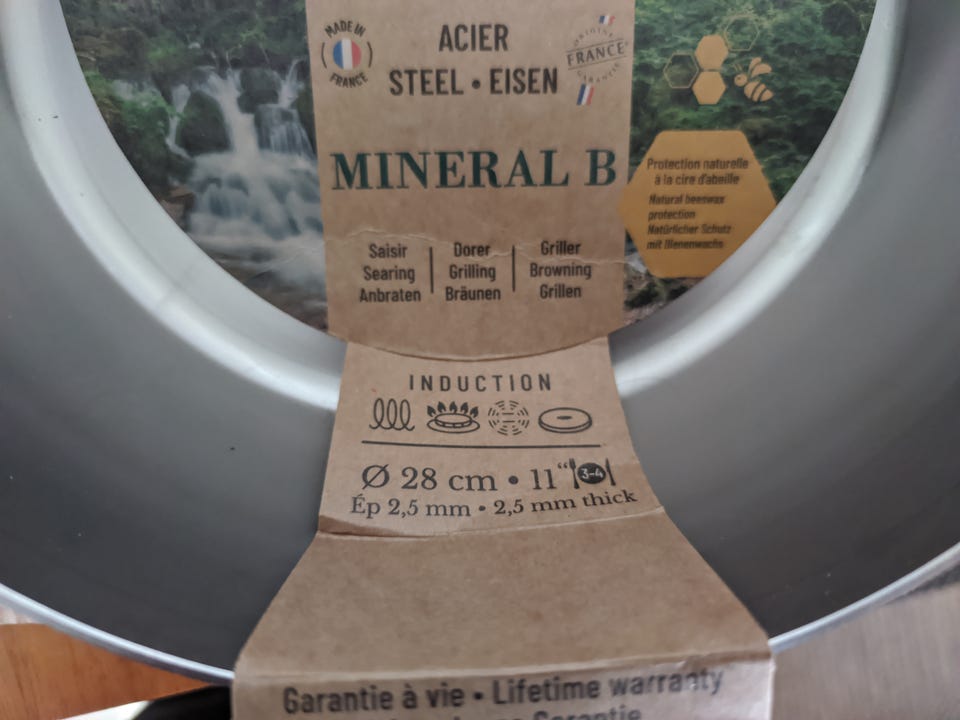 MADE IN
FRANCE
ACIER
STEEL • EISEN
ORIGINE
FRANCE
GARANTIE
MINERAL B
Protection naturelle
à la cire d'abeille
Natural beeswax
protection
Natürlicher Schutz
mit Bienenwachs
Saisir
Searing
Anbraten
Dorer
Grilling
Bräunen
Griller
Browning
Grillen
INDUCTION
Ø 28 cm • 11“
3-4
Ép 2,5 mm • 2,5 mm thick
Garantie à vie • Lifetime warranty
Garantie